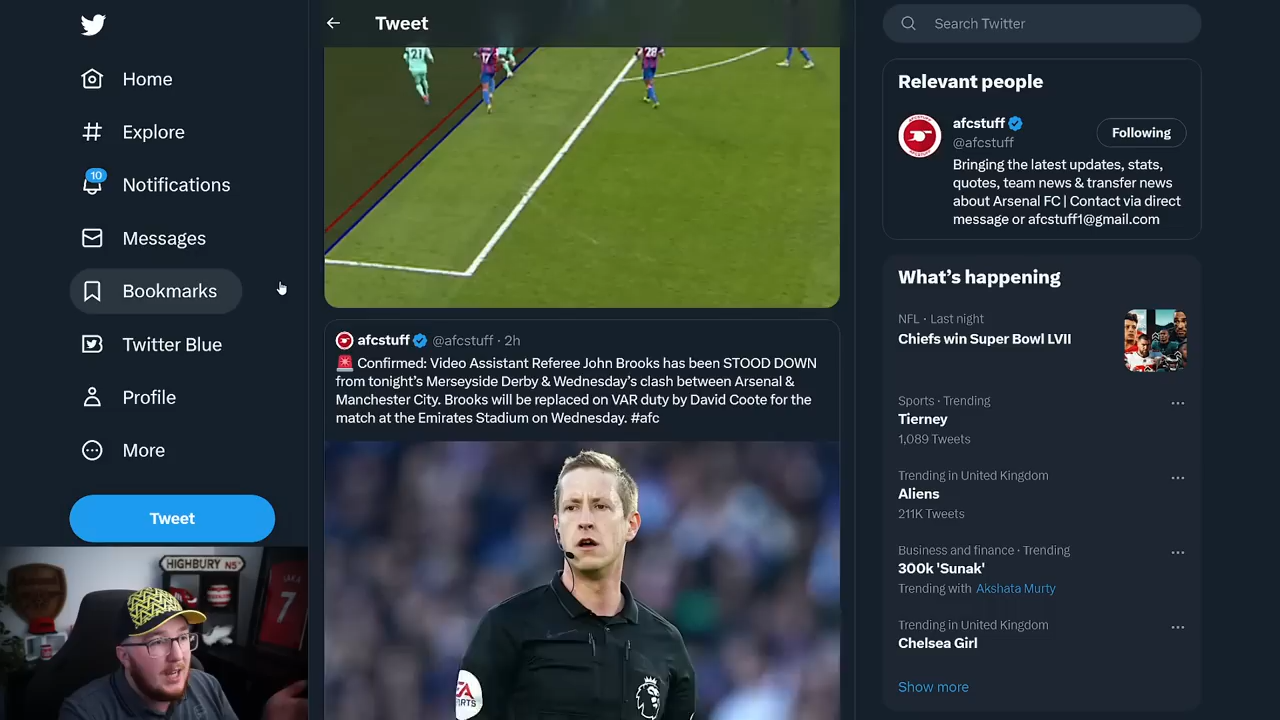 Home
Explore
10
Notifications
Messages
Bookmarks
Twitter Blue
Profile
More
Tweet
HIGHBURY N5
7
Tweet
21
17
28
afcstuff @afcstuff · 2h
🚨 Confirmed: Video Assistant Referee John Brooks has been STOOD DOWN
from tonight's Merseyside Derby & Wednesday's clash between Arsenal &
Manchester City. Brooks will be replaced on VAR duty by David Coote for the
match at the Emirates Stadium on Wednesday. #afc
Search Twitter
Relevant people
afcstuff
@afcstuff
Following
Bringing the latest updates, stats,
quotes, team news & transfer news
about Arsenal FC | Contact via direct
message or afcstuff1@gmail.com
What's happening
NFL · Last night
Chiefs win Super Bowl LVII
Sports · Trending
Tierney
1,089 Tweets
Trending in United Kingdom
Aliens
211K Tweets
Business and finance · Trending
300k 'Sunak'
Trending with Akshata Murty
Trending in United Kingdom
Chelsea Girl
Show more